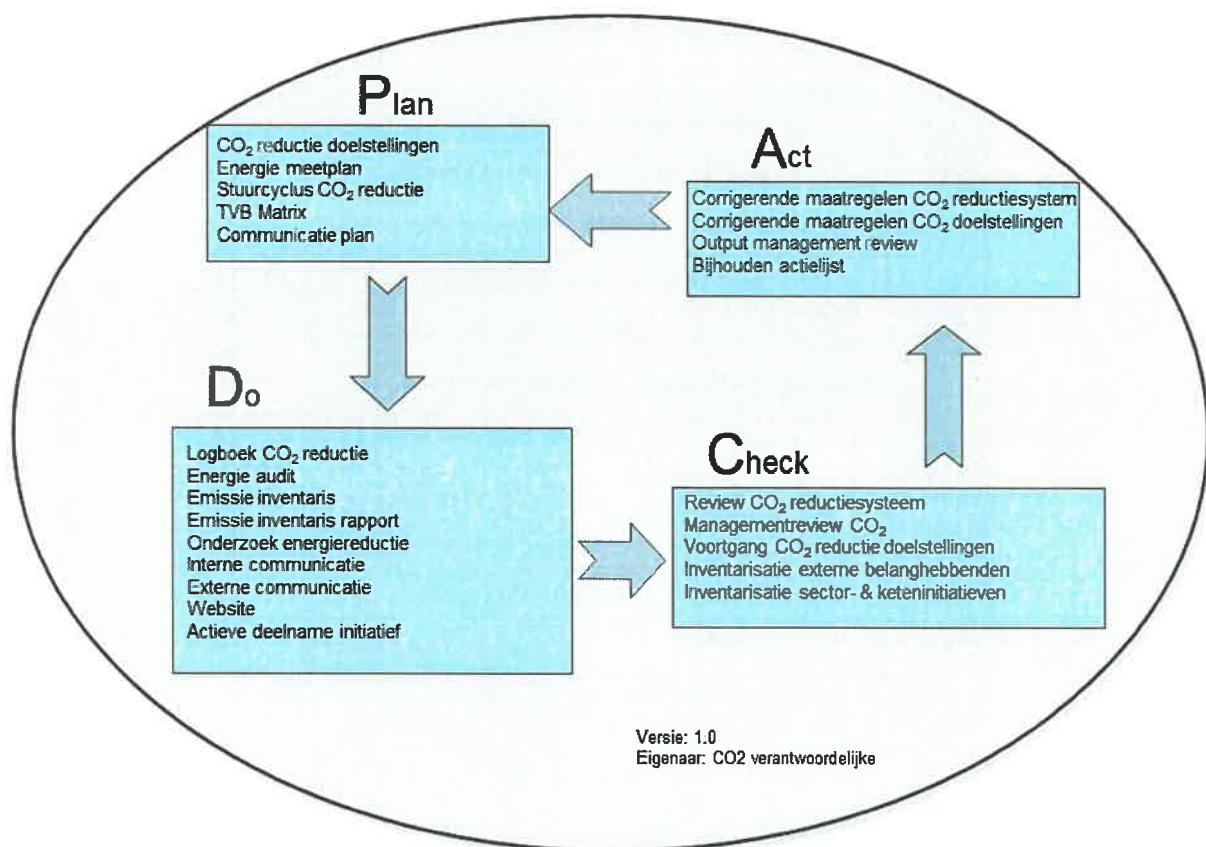 Plan
CO₂ reductie doelstellingen
Energie meetplan
Stuurcyclus CO₂ reductie
TVB Matrix
Communicatie plan
Act
Corrigerende maatregelen CO₂ reductiesystem
Corrigerende maatregelen CO₂ doelstellingen
Output management review
Bijhouden actielijst
Do
Logboek CO₂ reductie
Energie audit
Emissie inventaris
Emissie inventaris rapport
Onderzoek energiereductie
Interne communicatie
Externe communicatie
Website
Actieve deelname initiatief
Check
Review CO₂ reductiesysteem
Managementreview CO₂
Voortgang CO₂ reductie doelstellingen
Inventarisatie externe belanghebbenden
Inventarisatie sector- & keteninitiatieven
Versie: 1.0
Eigenaar: CO2 verantwoordelijke